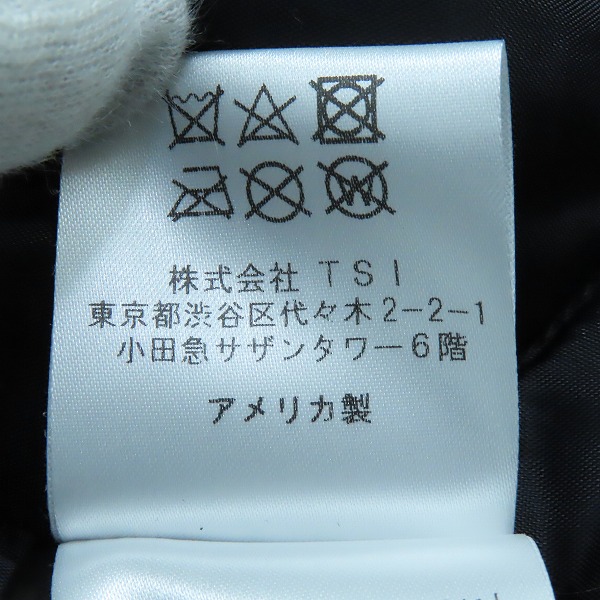 株式会社 TSI
東京都渋谷区代々木2-2-1
小田急サザンタワー6階
アメリカ製